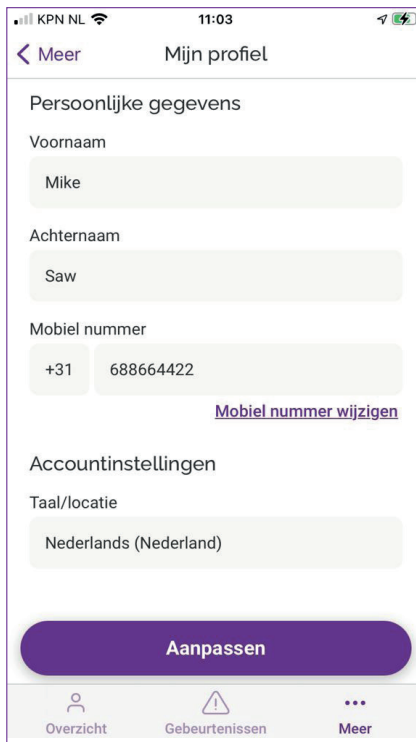 KPN NL 11:03
Meer Mijn profiel
Persoonlijke gegevens
Voornaam
Mike
Achternaam
Saw
Mobiel nummer
+31 688664422
Mobiel nummer wijzigen
Accountinstellingen
Taal/locatie
Nederlands (Nederland)
Aanpassen
Overzicht Gebeurtenissen Meer